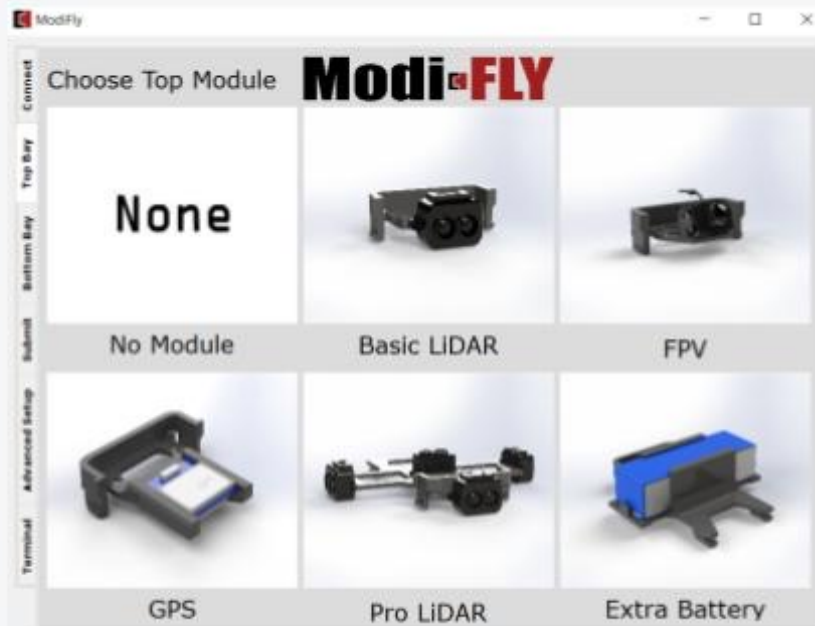 ModiFly
Connect
Top Bay
Bottom Bay
Submit
Advanced Setup
Terminal
Choose Top Module
Modi-FLY
None
No Module
Basic LiDAR
FPV
GPS
Pro LiDAR
Extra Battery